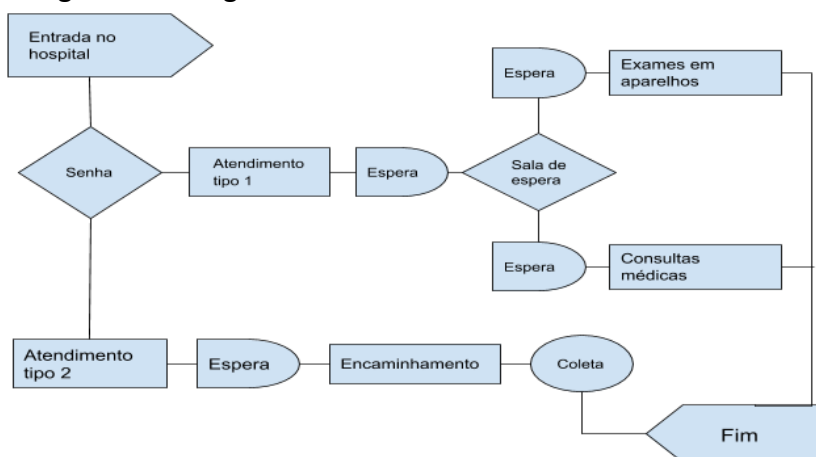 Entrada no
hospital
Senha
Atendimento
tipo 1
Espera
Sala de
espera
Espera
Exames em
aparelhos
Espera
Consultas
médicas
Atendimento
tipo 2
Espera
Encaminhamento
Coleta
Fim